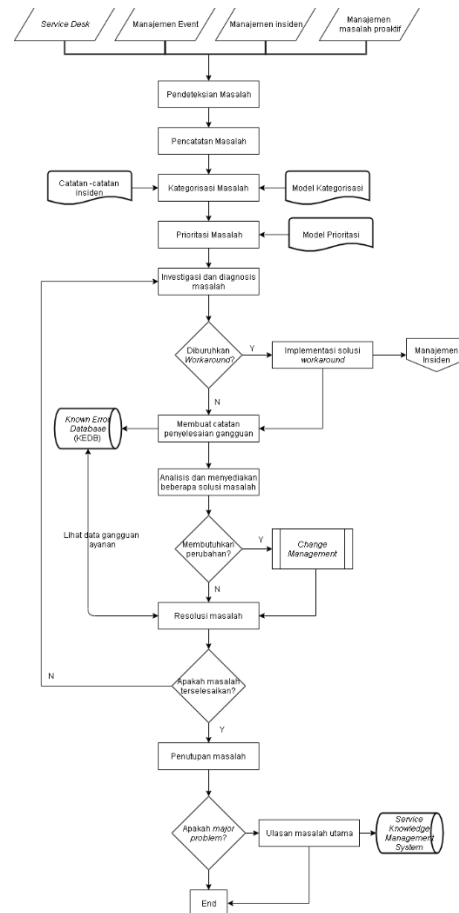 Service Desk
Manajemen Event
Manajemen insiden
Manajemen
masalah proaktif
Pendeteksian Masalah
Pencatatan Masalah
Catatan -catatan
insiden
Kategorisasi Masalah
Model Kategorisasi
Prioritasi Masalah
Model Prioritasi
Investigasi dan diagnosis
masalah
Diburuhkan
Workaround?
Y
Implementasi solusi
workaround
Manajemen
Insiden
N
Known Error
Database
(KEDB)
Membuat catatan
penyelesaian gangguan
Analisis dan menyediakan
beberapa solusi masalah
Lihat data gangguan
ayanan
Membutuhkan
perubahan?
Y
Change
Management
N
Resolusi masalah
N
Apakah masalah
terselesaikan?
Y
Penutupan masalah
Apakah major
problem?
Ulasan masalah utama
Service
Knowledge
Management
System
End